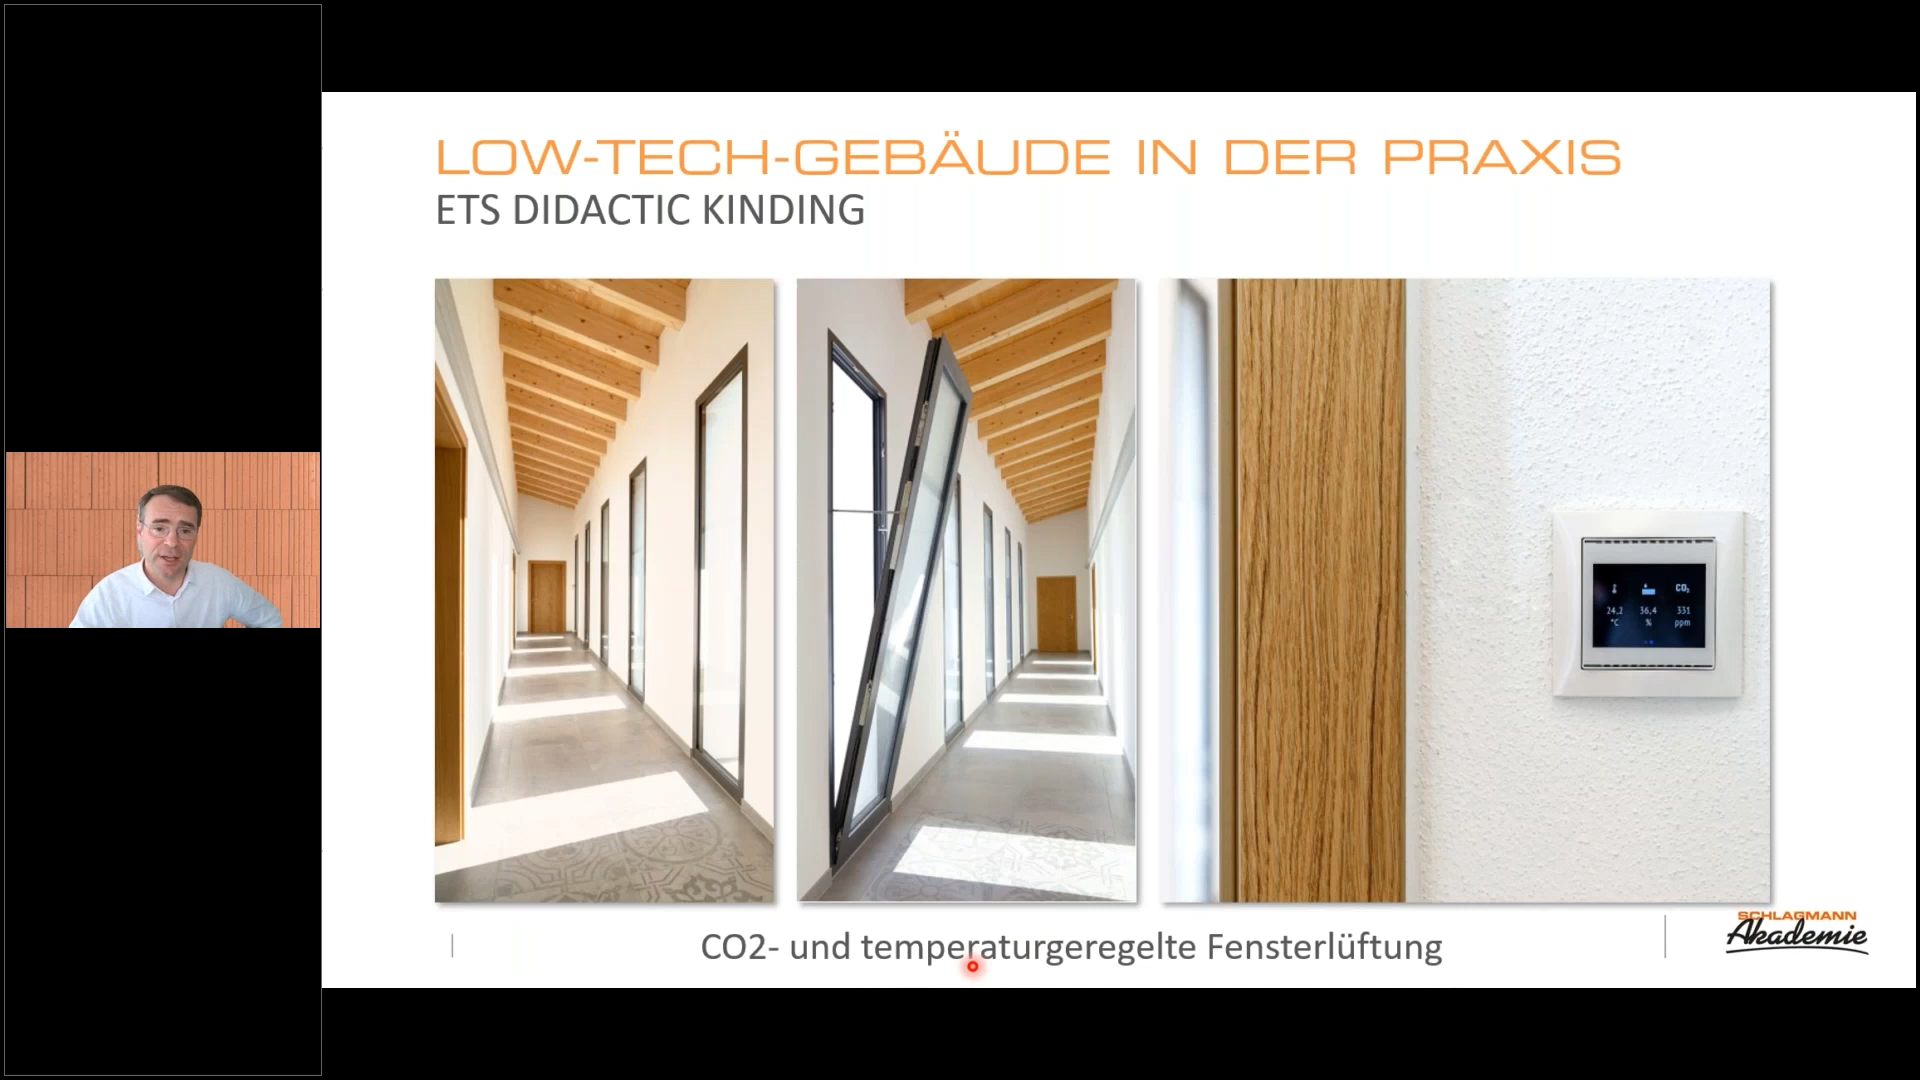 LOW-TECH-GEBÄUDE IN DER PRAXIS
ETS DIDACTIC KINDING
CO₂
24,2 36,4 331
°C % ppm
CO2- und temperaturgeregelte Fensterlüftung
SCHLAGMANN
Akademie